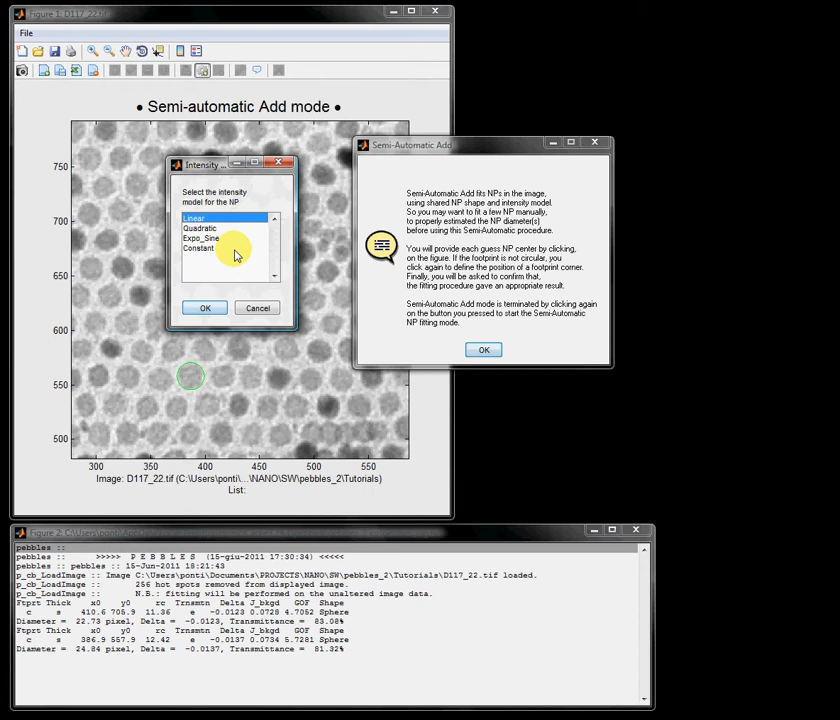 Figure 1: D117_22.tif
File
● Semi-automatic Add mode ●
750
700
650
600
550
500
300
350
400
450
500
550
Image: D117_22.tif (C:\Users\ponti\...\NANO\SW\pebbles_2\Tutorials)
List:
Intensity ...
Select the intensity
model for the NP
Linear
Quadratic
Expo_Sine
Constant
OK
Cancel
Semi-Automatic Add
Semi-Automatic Add fits NPs in the image,
using shared NP shape and intensity model.
So you may want to fit a few NP manually,
to properly estimated the NP diameter(s)
before using this Semi-Automatic procedure.
You will provide each guess NP center by clicking,
on the figure. If the footprint is not circular, you
click again to define the position of a footprint corner.
Finally, you will be asked to confirm that,
the fitting procedure gave an appropriate result.
Semi-Automatic Add mode is terminated by clicking again
on the button you pressed to start the Semi-Automatic
NP fitting mode.
OK
pebbles ::
pebbles :: >>>>> P E B B L E S (15-giu-2011 17:30:34) <<<<<
pebbles :: pebbles :: 15-Jun-2011 18:21:43
p_cb_LoadImage :: Image C:\Users\ponti\Documents\PROJECTS\NANO\SW\pebbles_2\Tutorials\D117_22.tif loaded.
p_cb_LoadImage :: 256 hot spots removed from displayed image.
p_cb_LoadImage :: N.B.: fitting will be performed on the unaltered image data.
Ftprt Thick x0 y0 rc Trnsmtn Delta J_bkgd GOF Shape
c s 410.6 705.9 11.36 e -0.0123 0.0728 4.7052 Sphere
Diameter = 22.73 pixel, Delta = -0.0123, Transmittance = 83.08%
Ftprt Thick x0 y0 rc Trnsmtn Delta J_bkgd GOF Shape
c s 386.9 557.9 12.42 e -0.0137 0.0734 5.7281 Sphere
Diameter = 24.84 pixel, Delta = -0.0137, Transmittance = 81.32%